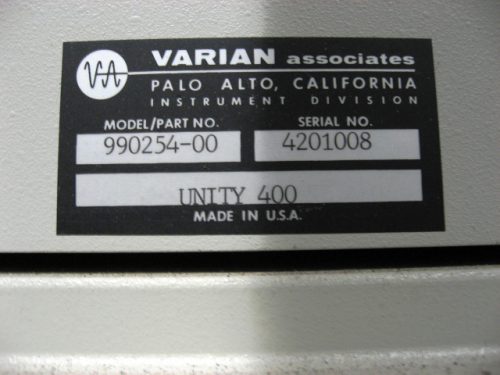 VA VARIAN associates
PALO ALTO, CALIFORNIA
INSTRUMENT DIVISION
MODEL/PART NO. SERIAL NO.
990254-00 4201008
UNITY 400
MADE IN U.S.A.